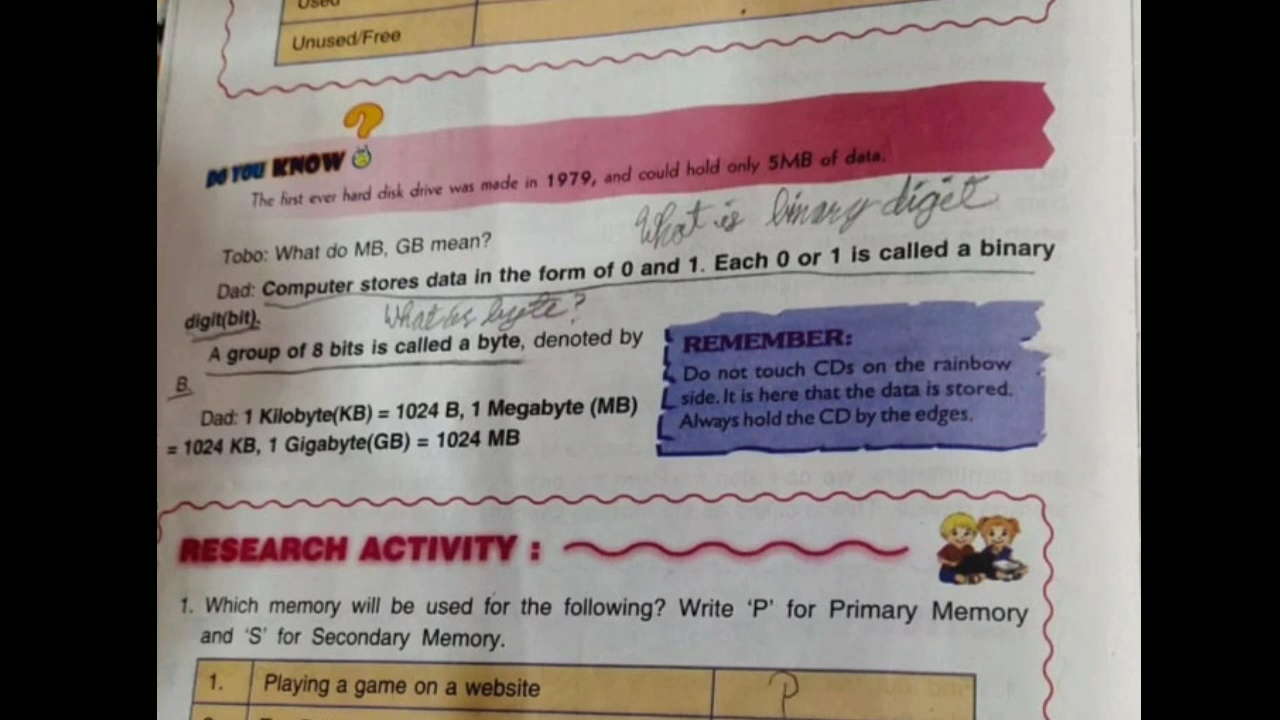 Used
Unused/Free
DO YOU KNOW ?
The first ever hard disk drive was made in 1979, and could hold only 5MB of data.
What is binary digit
Tobo: What do MB, GB mean?
Dad: Computer stores data in the form of 0 and 1. Each 0 or 1 is called a binary
digit(bit).
What is byte?
A group of 8 bits is called a byte, denoted by
B.
Dad: 1 Kilobyte(KB) = 1024 B, 1 Megabyte (MB)
= 1024 KB, 1 Gigabyte(GB) = 1024 MB
REMEMBER:
Do not touch CDs on the rainbow
side. It is here that the data is stored.
Always hold the CD by the edges.
RESEARCH ACTIVITY :
1. Which memory will be used for the following? Write 'P' for Primary Memory
and 'S' for Secondary Memory.
1. Playing a game on a website P